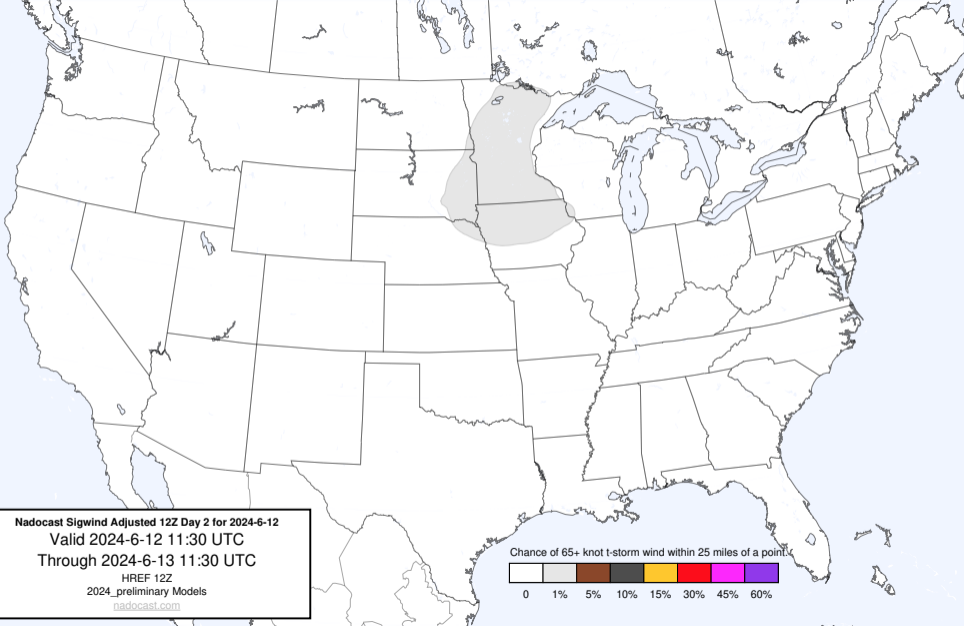 Nadocast Sigwind Adjusted 12Z Day 2 for 2024-6-12
Valid 2024-6-12 11:30 UTC
Through 2024-6-13 11:30 UTC
HREF 12Z
2024_preliminary Models
nadocast.com
Chance of 65+ knot t-storm wind within 25 miles of a point.
0 1% 5% 10% 15% 30% 45% 60%